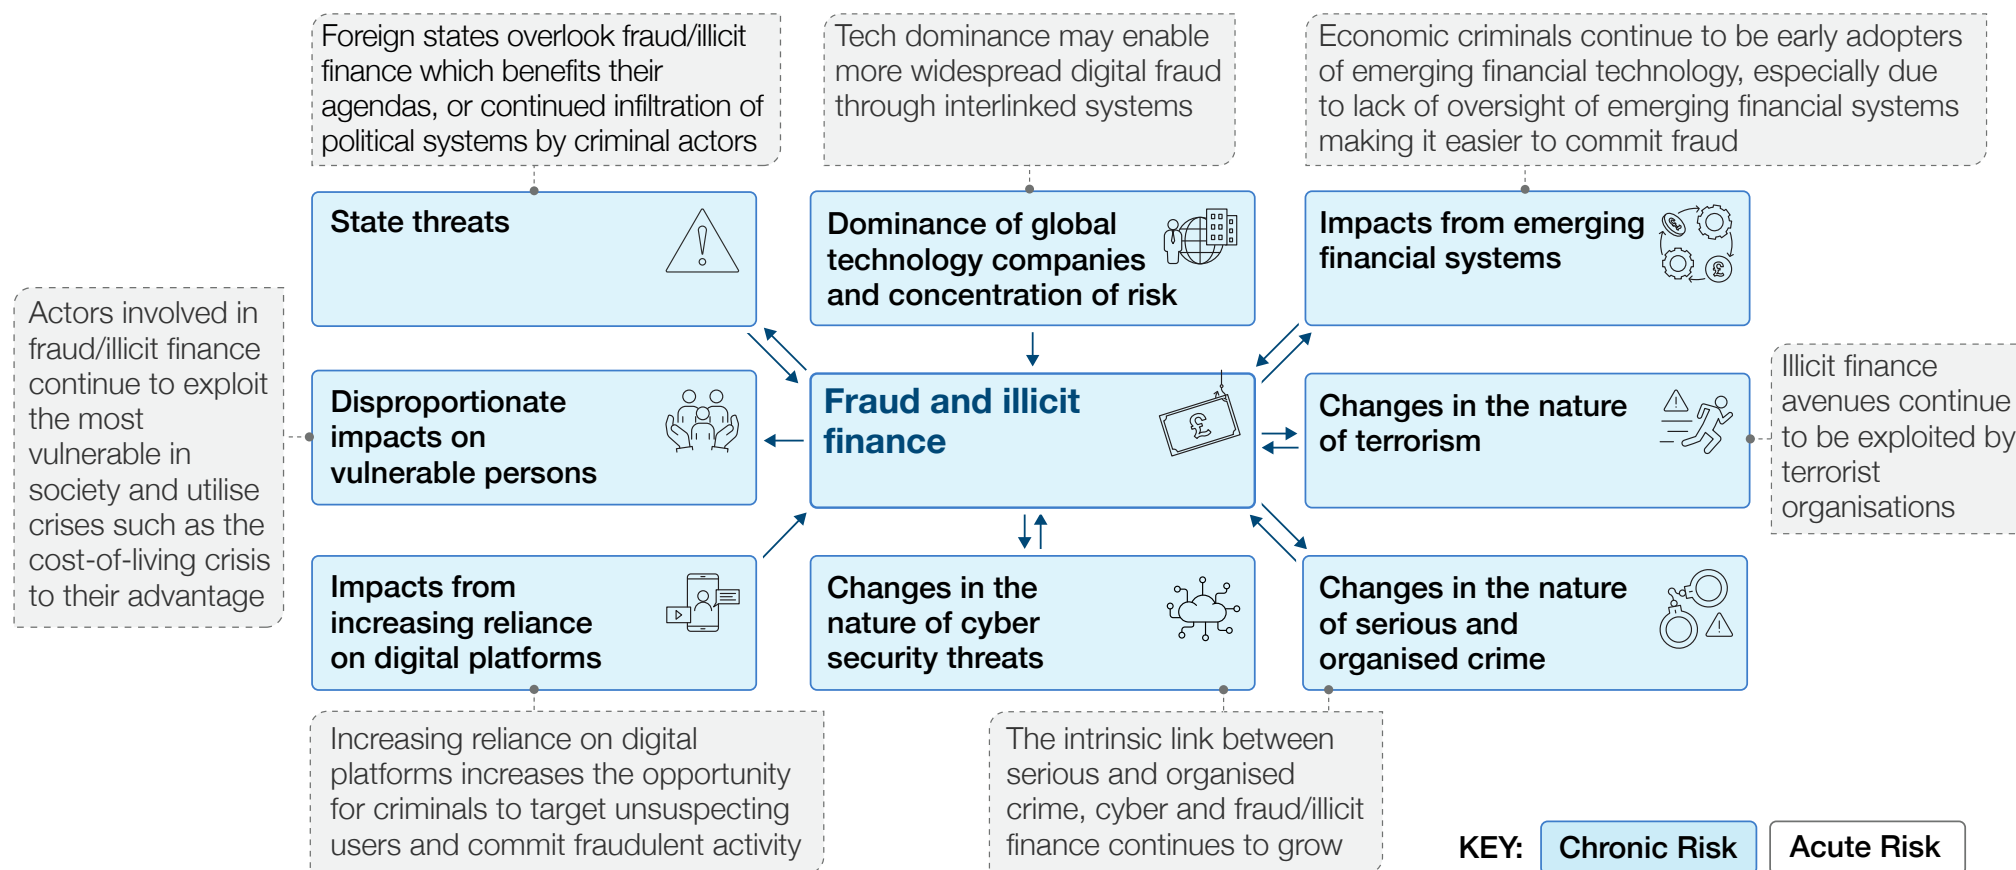 Foreign states overlook fraud/illicit
finance which benefits their
agendas, or continued infiltration of
political systems by criminal actors
Tech dominance may enable
more widespread digital fraud
through interlinked systems
Economic criminals continue to be early adopters
of emerging financial technology, especially due
to lack of oversight of emerging financial systems
making it easier to commit fraud
State threats
Dominance of global
technology companies
and concentration of risk
Impacts from emerging
financial systems
£
£
Actors involved in
fraud/illicit finance
continue to exploit
the most
vulnerable in
society and utilise
crises such as the
cost-of-living crisis
to their advantage
Disproportionate
impacts on
vulnerable persons
Fraud and illicit
finance
£
Changes in the nature
of terrorism
Illicit finance
avenues continue
to be exploited by
terrorist
organisations
Impacts from
increasing reliance
on digital platforms
Changes in the
nature of cyber
security threats
Changes in the nature
of serious and
organised crime
Increasing reliance on digital
platforms increases the opportunity
for criminals to target unsuspecting
users and commit fraudulent activity
The intrinsic link between
serious and organised
crime, cyber and fraud/illicit
finance continues to grow
KEY: Chronic Risk Acute Risk